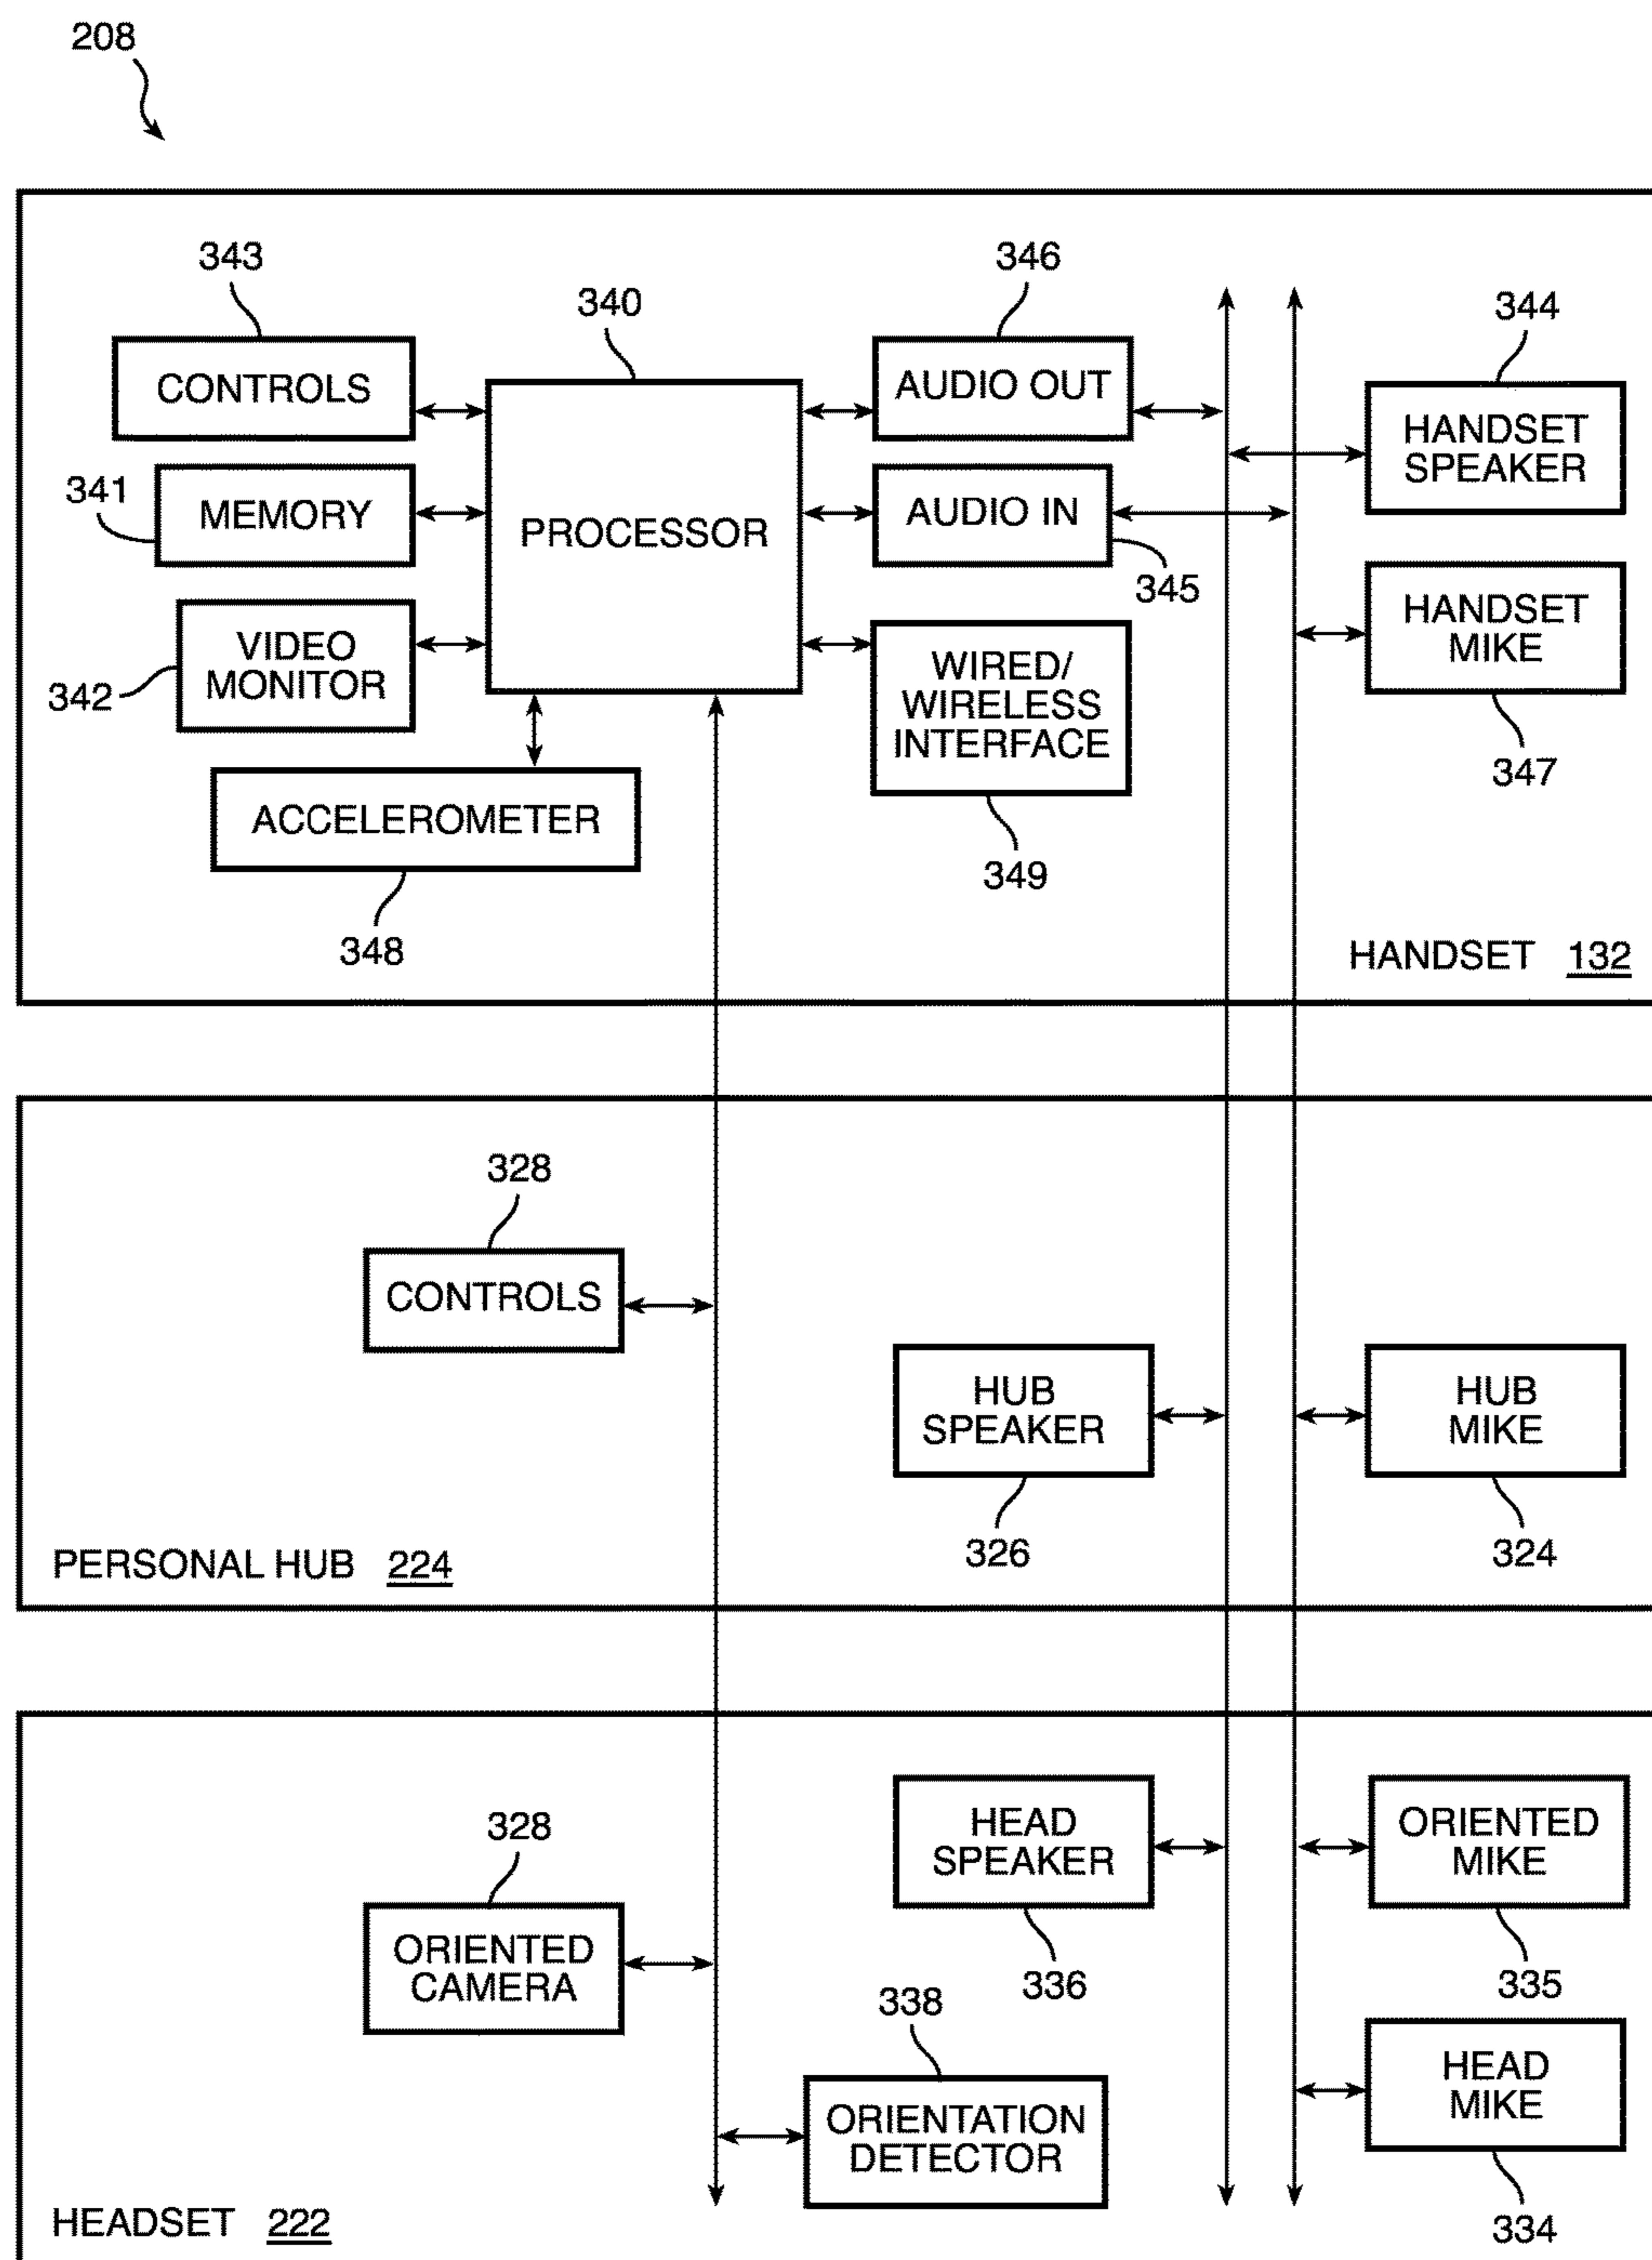 208
343
340
346
344
CONTROLS
AUDIO OUT
HANDSET
SPEAKER
341
MEMORY
PROCESSOR
AUDIO IN
345
HANDSET
MIKE
342
VIDEO
MONITOR
WIRED/
WIRELESS
INTERFACE
347
ACCELEROMETER
349
348
HANDSET 132
328
CONTROLS
HUB
SPEAKER
HUB
MIKE
326
324
PERSONAL HUB 224
328
HEAD
SPEAKER
ORIENTED
MIKE
ORIENTED
CAMERA
336
335
338
ORIENTATION
DETECTOR
HEAD
MIKE
334
HEADSET 222